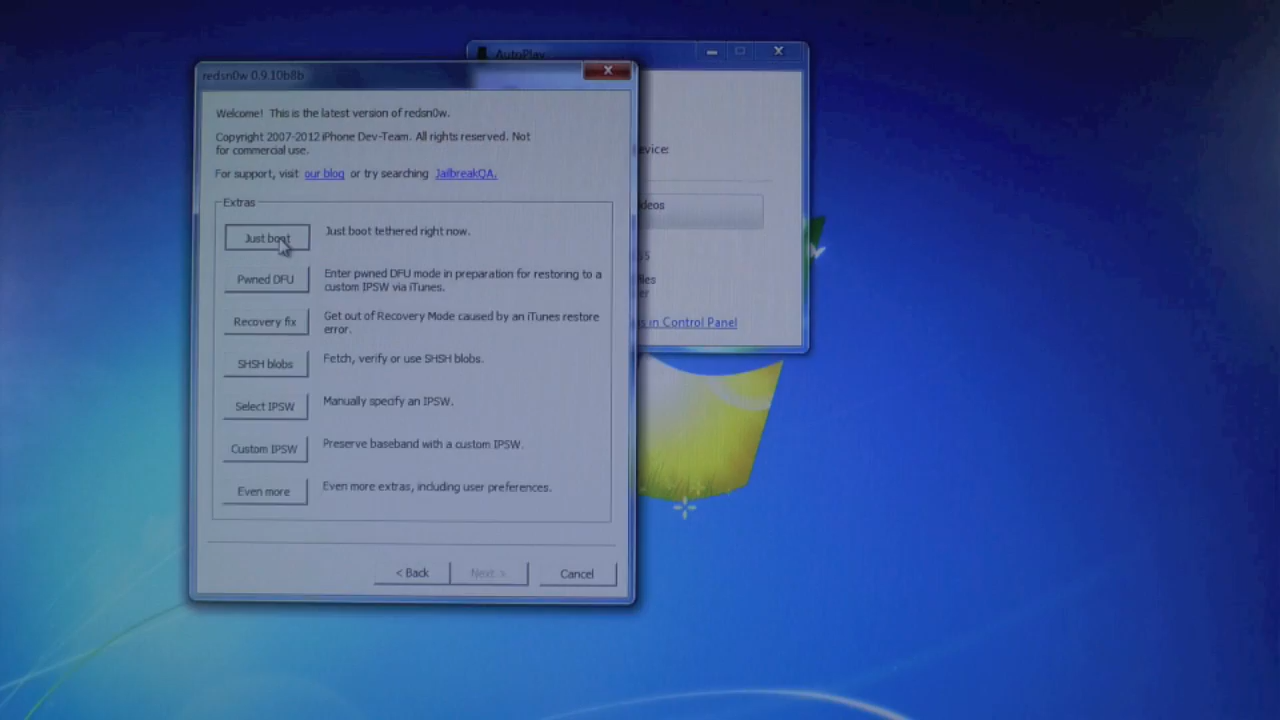 AutoPlay
redsn0w 0.9.10b8b
Welcome! This is the latest version of redsn0w.
Copyright 2007-2012 iPhone Dev-Team. All rights reserved. Not
for commercial use.
For support, visit our blog or try searching JailbreakQA.
Extras
Just boot
Just boot tethered right now.
Pwned DFU
Enter pwned DFU mode in preparation for restoring to a
custom IPSW via iTunes.
Recovery fix
Get out of Recovery Mode caused by an iTunes restore
error.
SHSH blobs
Fetch, verify or use SHSH blobs.
Select IPSW
Manually specify an IPSW.
Custom IPSW
Preserve baseband with a custom IPSW.
Even more
Even more extras, including user preferences.
< Back
Next >
Cancel
evice:
deos
iles
er
in Control Panel